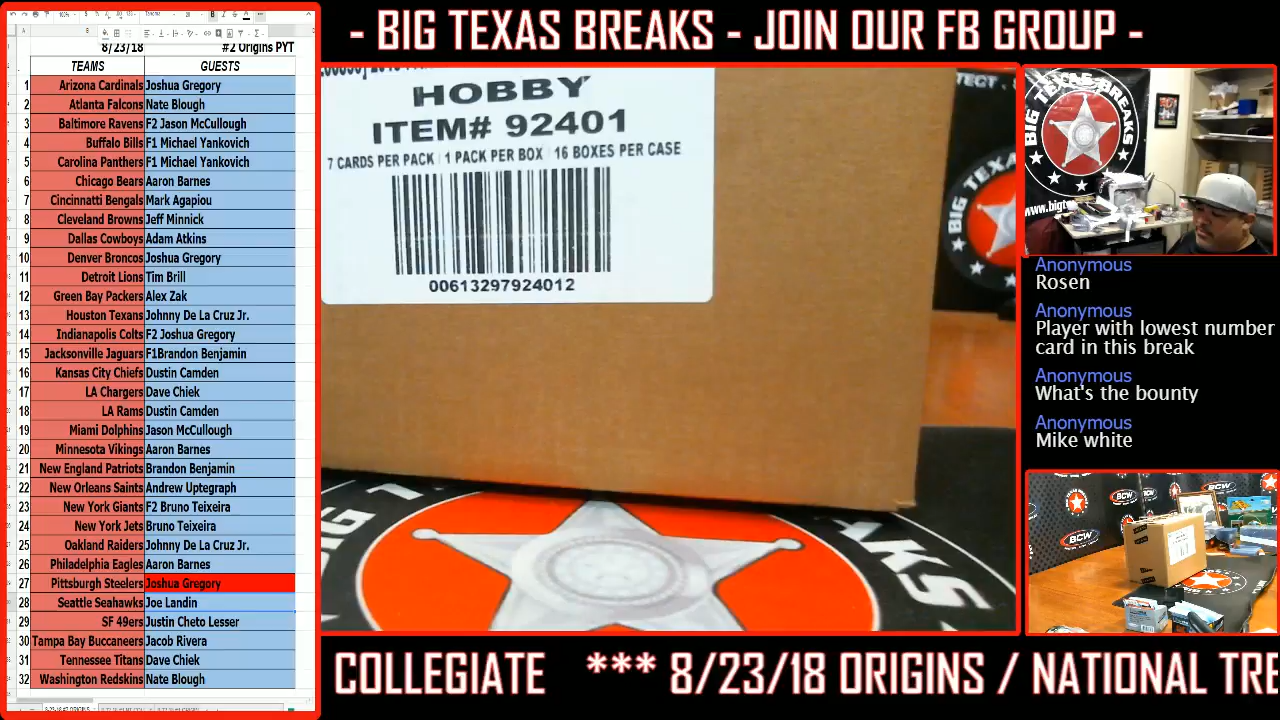 8/23/18 #2 Origins PYT
TEAMS GUESTS
1 Arizona Cardinals Joshua Gregory
2 Atlanta Falcons Nate Blough
3 Baltimore Ravens F2 Jason McCullough
4 Buffalo Bills F1 Michael Yankovich
5 Carolina Panthers F1 Michael Yankovich
6 Chicago Bears Aaron Barnes
7 Cincinnati Bengals Mark Agapiou
8 Cleveland Browns Jeff Minnick
9 Dallas Cowboys Adam Atkins
10 Denver Broncos Joshua Gregory
11 Detroit Lions Tim Brill
12 Green Bay Packers Alex Zak
13 Houston Texans Johnny De La Cruz Jr.
14 Indianapolis Colts F2 Joshua Gregory
15 Jacksonville Jaguars F1Brandon Benjamin
16 Kansas City Chiefs Dustin Camden
17 LA Chargers Dave Chiek
18 LA Rams Dustin Camden
19 Miami Dolphins Jason McCullough
20 Minnesota Vikings Aaron Barnes
21 New England Patriots Brandon Benjamin
22 New Orleans Saints Andrew Uptegraph
23 New York Giants F2 Bruno Teixeira
24 New York Jets Bruno Teixeira
25 Oakland Raiders Johnny De La Cruz Jr.
26 Philadelphia Eagles Aaron Barnes
27 Pittsburgh Steelers Joshua Gregory
28 Seattle Seahawks Joe Landin
29 SF 49ers Justin Cheto Lesser
30 Tampa Bay Buccaneers Jacob Rivera
31 Tennessee Titans Dave Chiek
32 Washington Redskins Nate Blough
- BIG TEXAS BREAKS - JOIN OUR FB GROUP -
HOBBY
ITEM# 92401
7 CARDS PER PACK | 1 PACK PER BOX | 16 BOXES PER CASE
00613297924012
BIG TEXAS
AKS
BIG TEXAS BREAKS
www.bigt
Anonymous
Rosen
Anonymous
Player with lowest number
card in this break
Anonymous
What's the bounty
Anonymous
Mike white
BCW
BCW
COLLEGIATE *** 8/23/18 ORIGINS / NATIONAL TRE